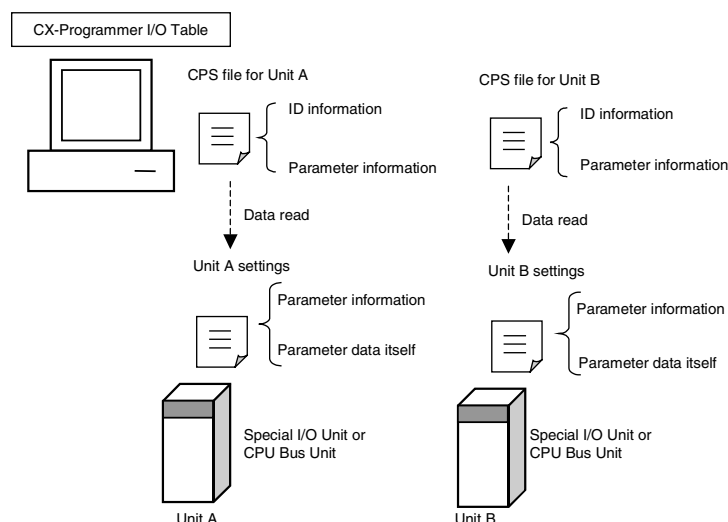 CX-Programmer I/O Table
CPS file for Unit A
ID information
Parameter information
Data read
Unit A settings
Parameter information
Parameter data itself
Special I/O Unit or
CPU Bus Unit
Unit A
CPS file for Unit B
ID information
Parameter information
Data read
Unit B settings
Parameter information
Parameter data itself
Special I/O Unit or
CPU Bus Unit
Unit B